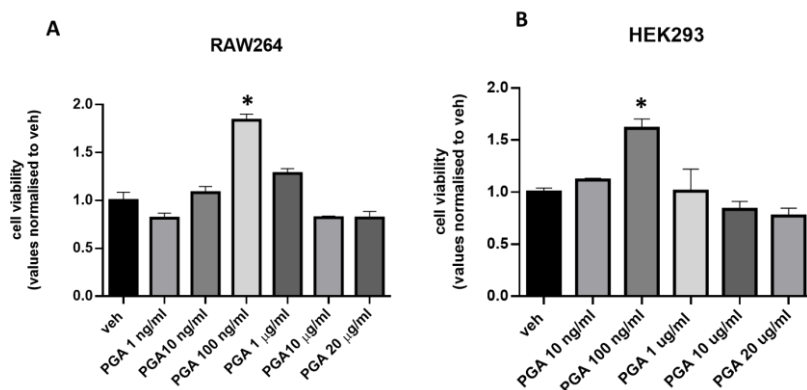 A
RAW264
cell viability
(values normalised to veh)
2.0
1.5
1.0
0.5
0.0
*
veh
PGA 1 ng/ml
PGA10 ng/ml
PGA 100 ng/ml
PGA 1 μg/ml
PGA10 μg/ml
PGA 20 μg/ml
B
HEK293
cell viability
(values normalised to veh)
2.0
1.5
1.0
0.5
0.0
*
veh
PGA 10 ng/ml
PGA 100 ng/ml
PGA 1 ug/ml
PGA 10 ug/ml
PGA 20 ug/ml